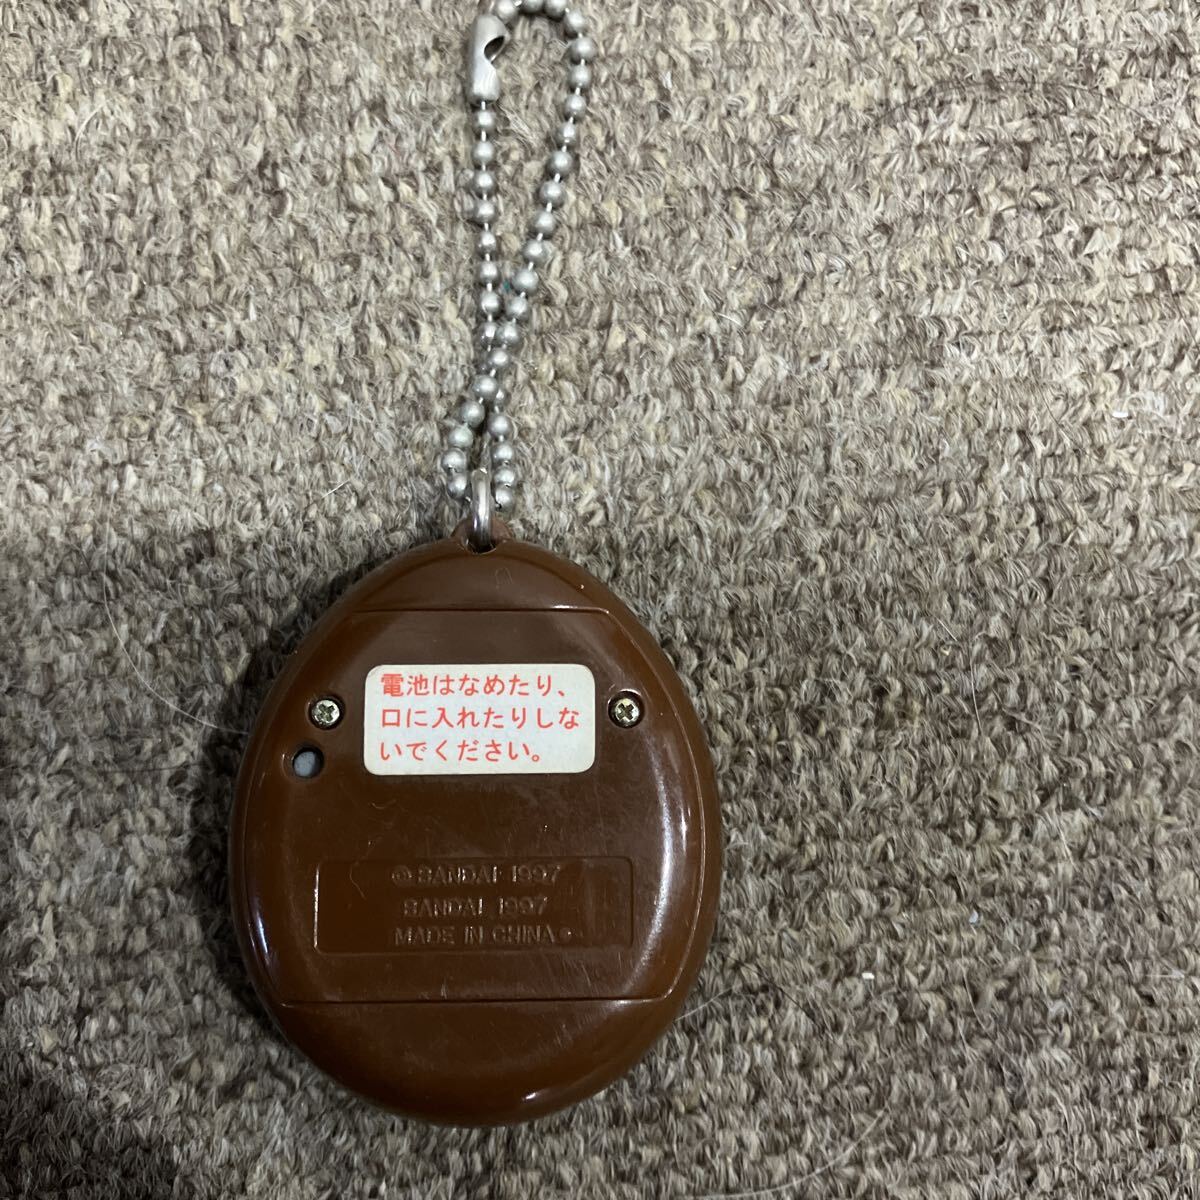 電池はなめたり、
口に入れたりしな
いでください。
© BANDAI 1997
BANDAI 1997
MADE IN CHINA